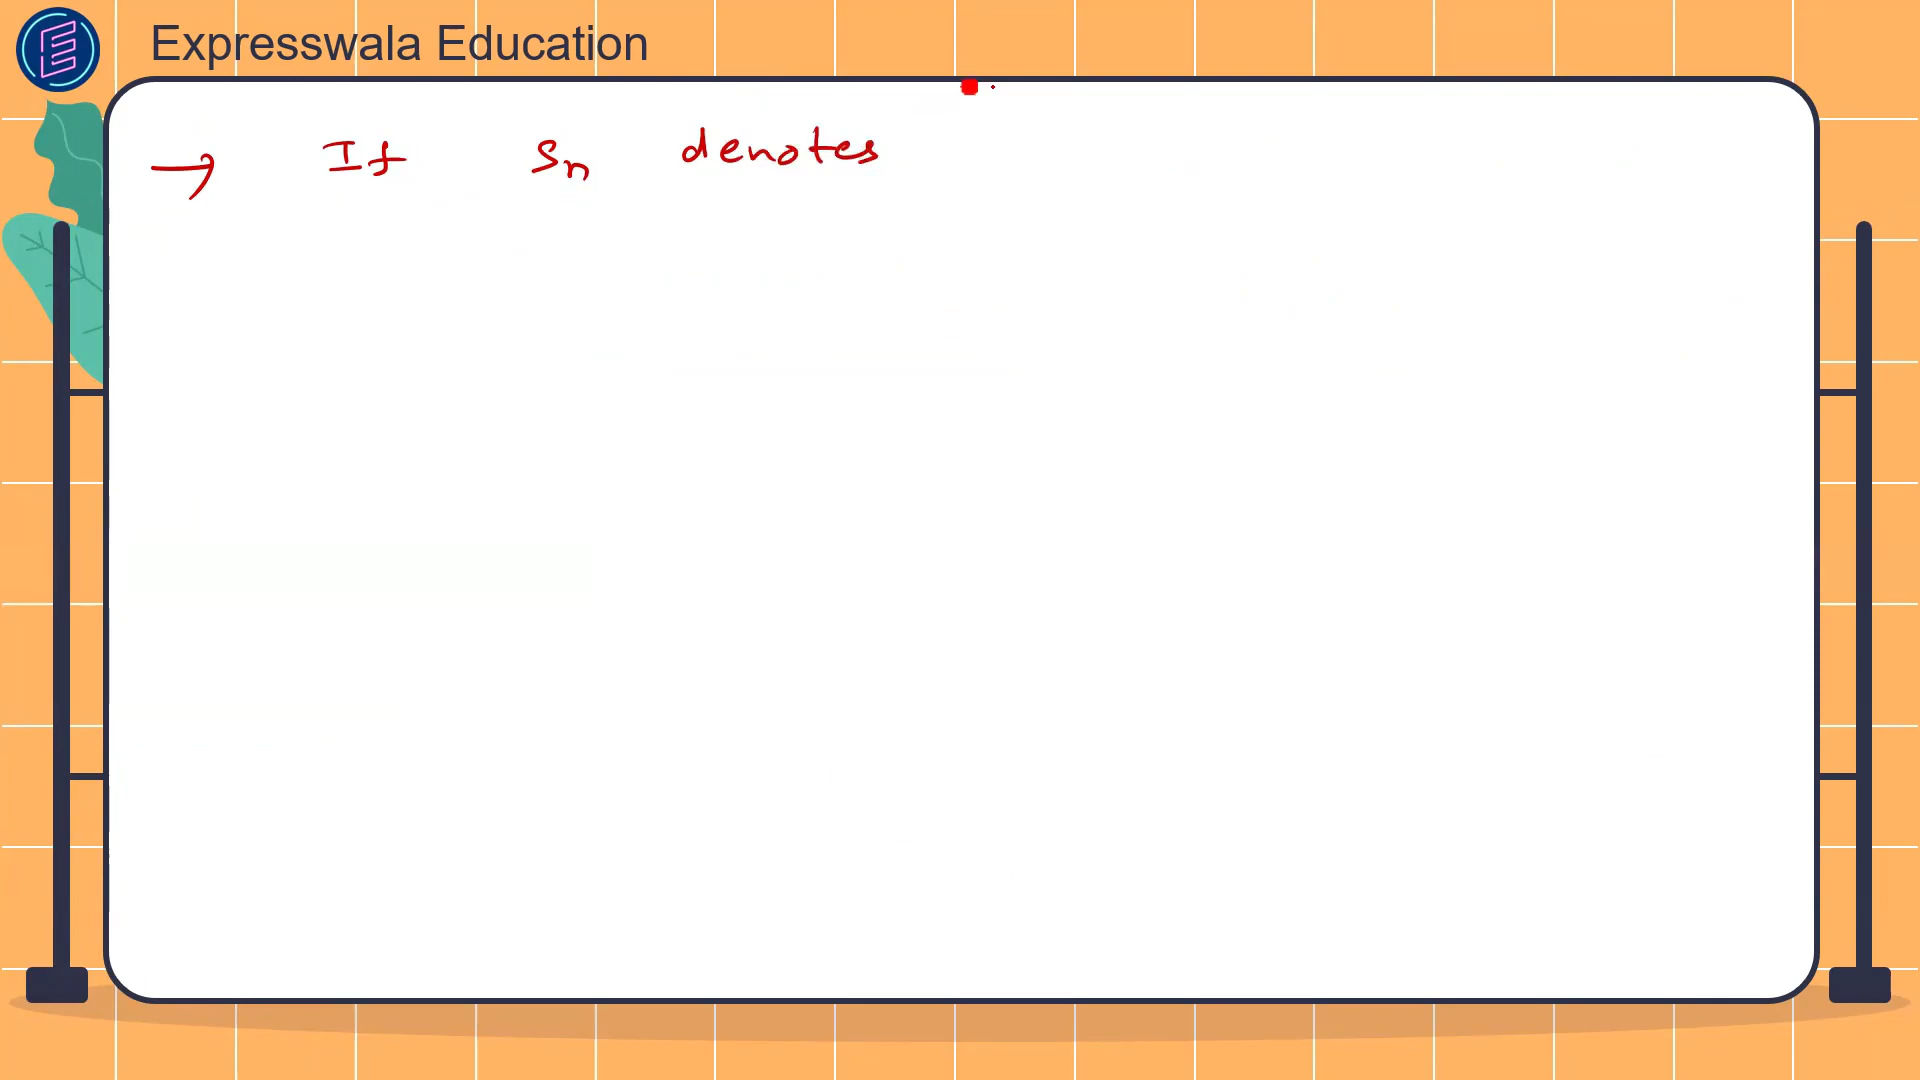 Expresswala Education
→ If Sn denotes